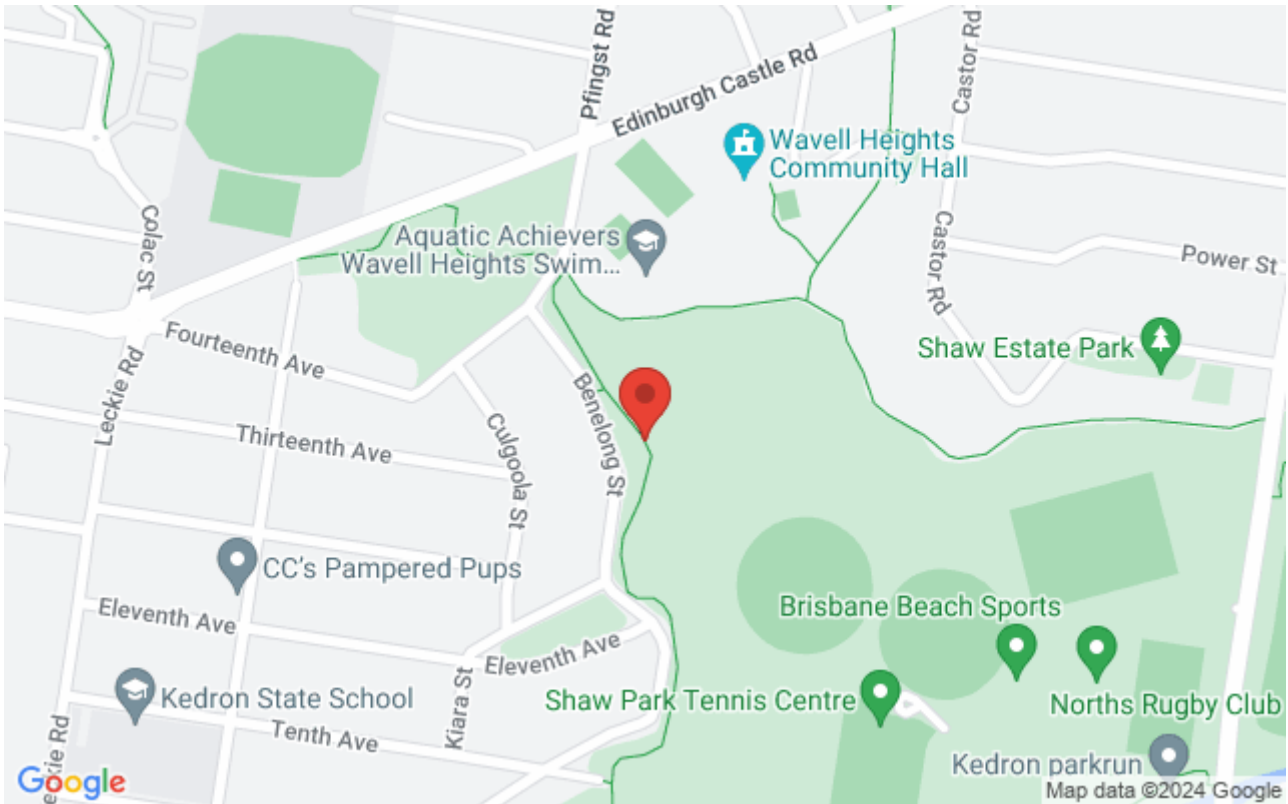 Pfingst Rd
Edinburgh Castle Rd
Castor Rd
Wavell Heights
Community Hall
Colac St
Aquatic Achievers
Wavell Heights Swim...
Castor Rd
Power St
Fourteenth Ave
Shaw Estate Park
Leckie Rd
Benelong St
Thirteenth Ave
Culgoola St
CC's Pampered Pups
Brisbane Beach Sports
Eleventh Ave
Eleventh Ave
Kedron State School
Kiara St
Shaw Park Tennis Centre
Norths Rugby Club
Tenth Ave
ckie Rd
Kedron parkrun
Google
Map data ©2024 Google